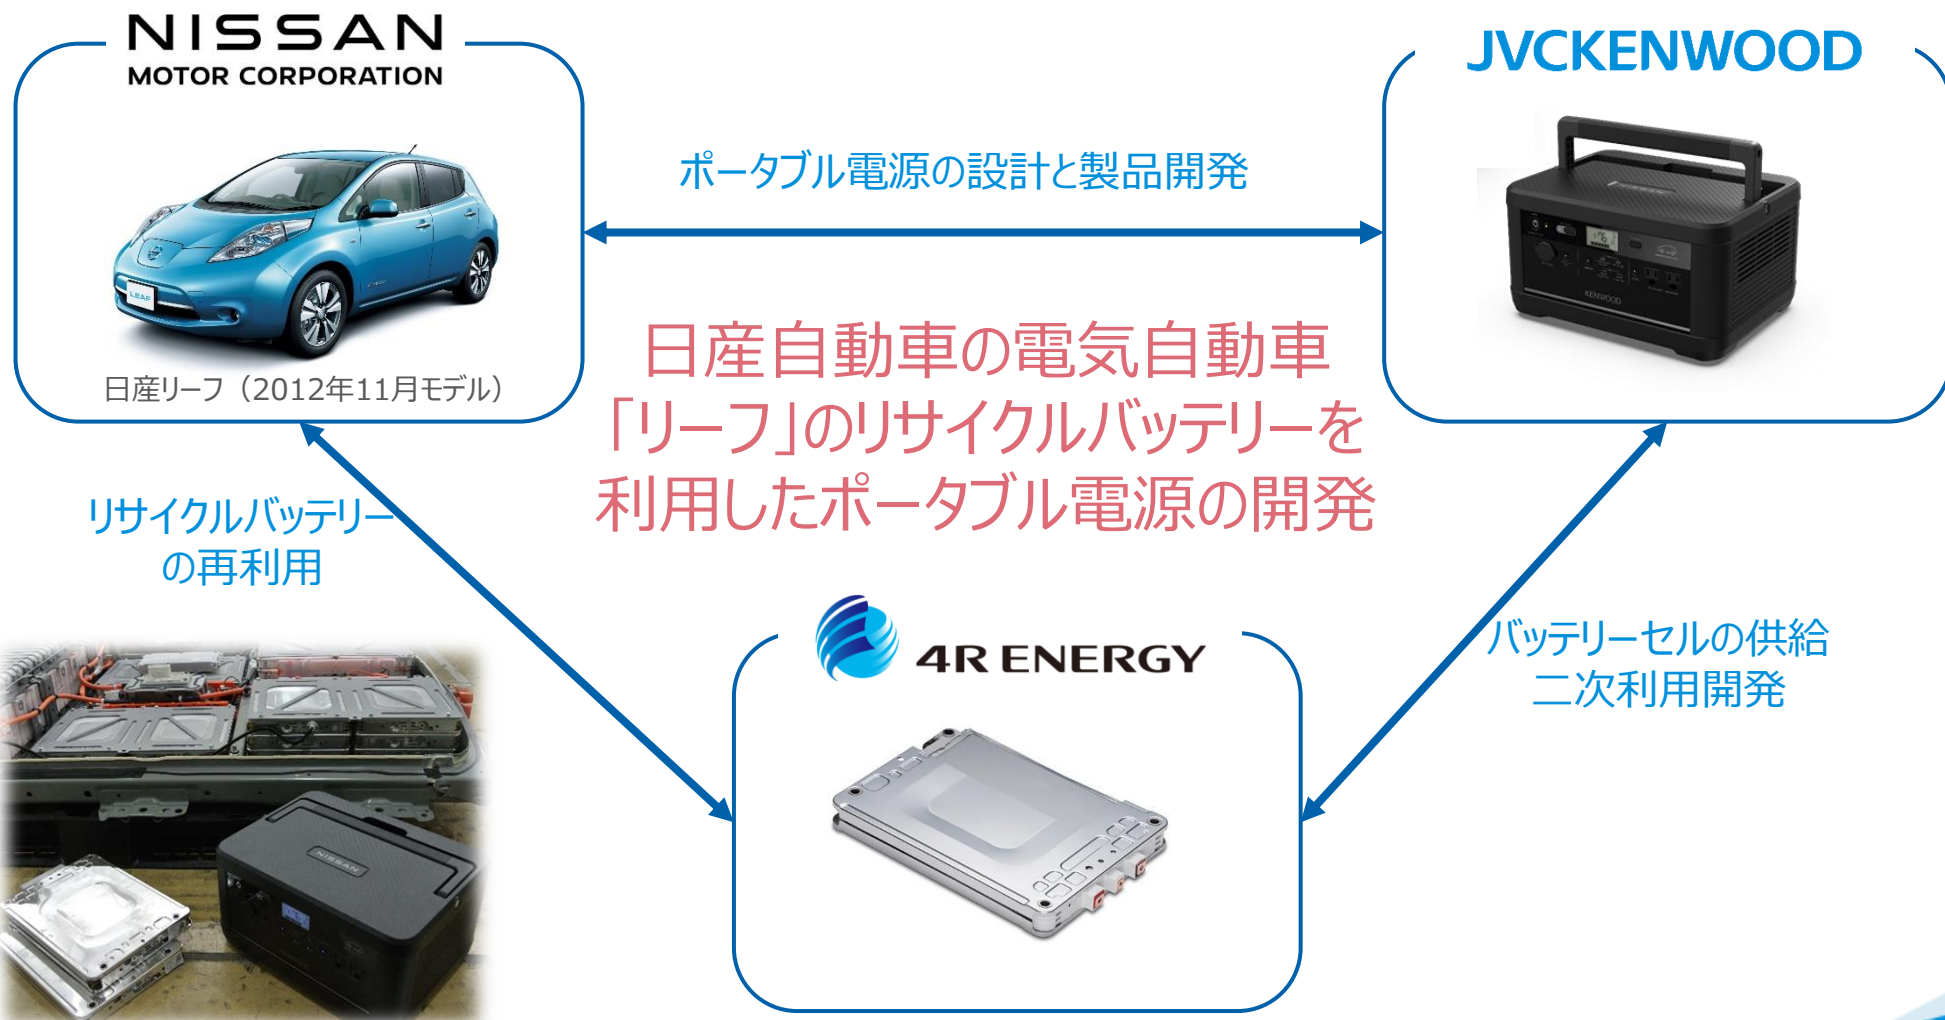 NISSAN
MOTOR CORPORATION
JVCKENWOOD
ポータブル電源の設計と製品開発
LEAF
KENWOOD
日産リーフ（2012年11月モデル）
日産自動車の電気自動車
「リーフ」のリサイクルバッテリーを
利用したポータブル電源の開発
リサイクルバッテリー
の再利用
4R ENERGY
バッテリーセルの供給
二次利用開発
NISSAN